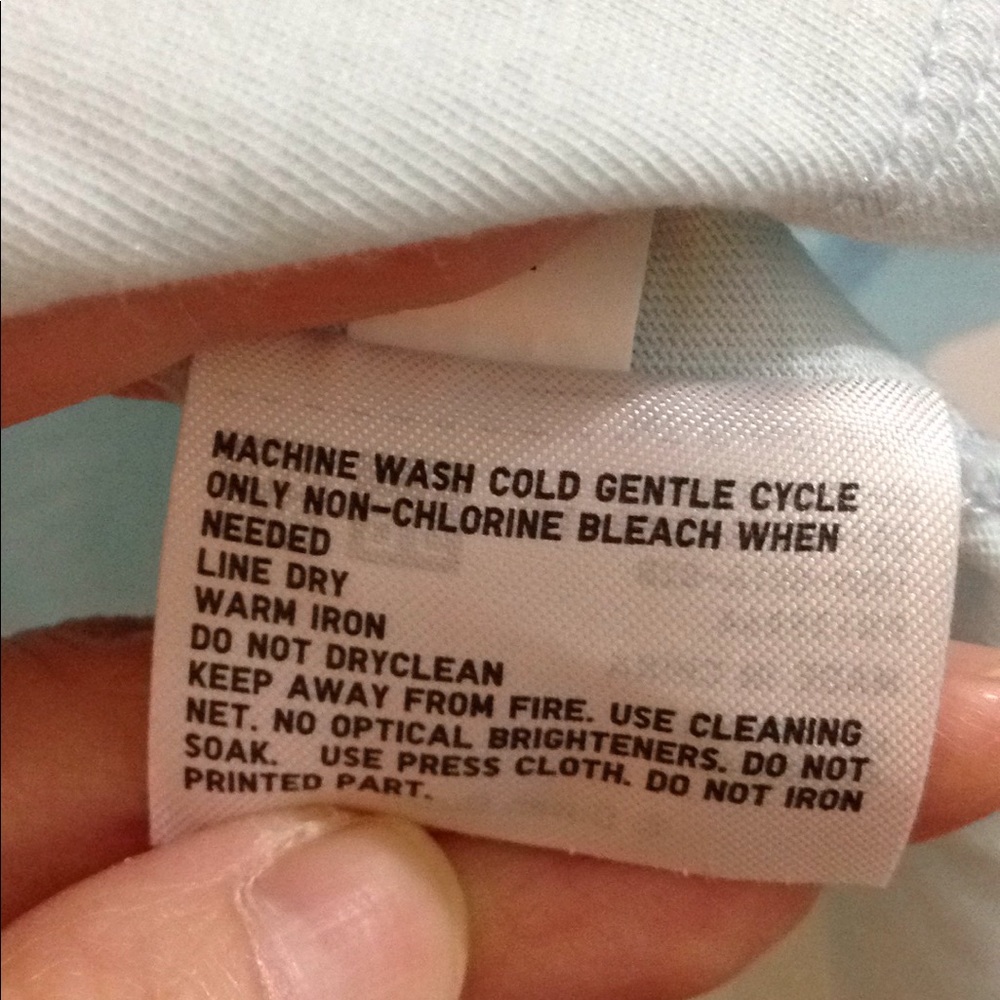 MACHINE WASH COLD GENTLE CYCLE
ONLY NON-CHLORINE BLEACH WHEN
NEEDED
LINE DRY
WARM IRON
DO NOT DRYCLEAN
KEEP AWAY FROM FIRE. USE CLEANING
NET. NO OPTICAL BRIGHTENERS. DO NOT
SOAK. USE PRESS CLOTH. DO NOT IRON
PRINTED PART.